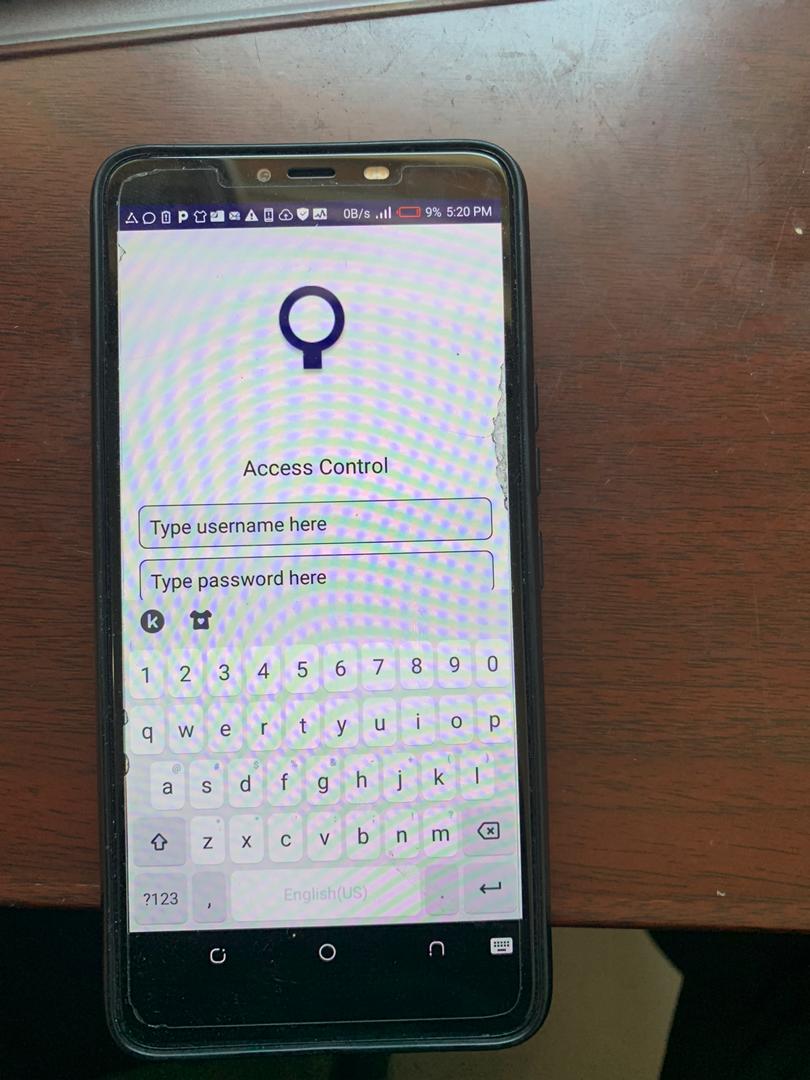 0B/s 9% 5:20 PM
Access Control
Type username here
Type password here
k
1 2 3 4 5 6 7 8 9 0
q w e r t y u i o p
a s d f g h j k l
z x c v b n m
?123 , English(US) .